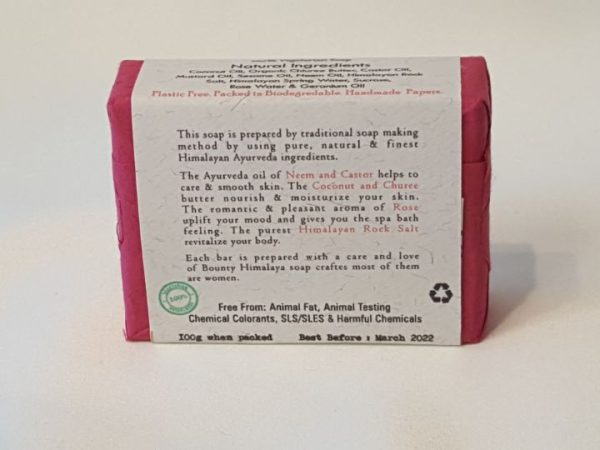 100% Vegetarian Soap
Natural Ingredients
Coconut Oil, Organic Chiuree Butter, Castor Oil,
Mustard Oil, Sesame Oil, Neem Oil, Himalayan Rock
Salt, Himalayan Spring Water, Sucrose,
Rose Water & Geranium Oil
Plastic Free. Packed in Biodegradable Handmade Papers.
This soap is prepared by traditional soap making
method by using pure, natural & finest
Himalayan Ayurveda ingredients.
The Ayurveda oil of Neem and Castor helps to
care & smooth skin. The Coconut and Churee
butter nourish & moisturize your skin.
The romantic & pleasant aroma of Rose
uplift your mood and gives you the spa bath
feeling. The purest Himalayan Rock Salt
revitalize your body.
Each bar is prepared with a care and love
of Bounty Himalaya soap craftes most of them
are women.
100%
Free From: Animal Fat, Animal Testing
Chemical Colorants, SLS/SLES & Harmful Chemicals
100g when packed Best Before : March 2022